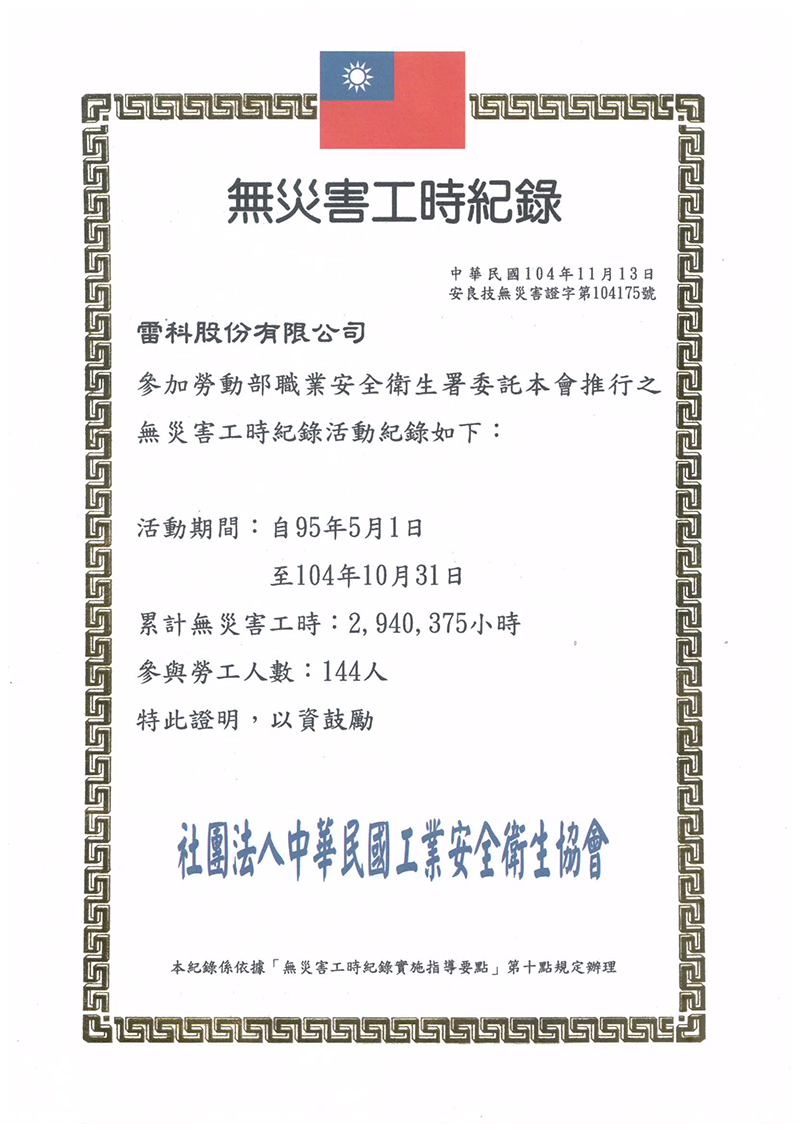 無災害工時紀錄
中華民國104年11月13日
安良技無災害證字第104175號
雷科股份有限公司
參加勞動部職業安全衛生署委託本會推行之
無災害工時紀錄活動紀錄如下：
活動期間：自95年5月1日
至104年10月31日
累計無災害工時：2,940,375小時
參與勞工人數：144人
特此證明，以資鼓勵
社團法人中華民國工業安全衛生協會
本紀錄係依據「無災害工時紀錄實施指導要點」第十點規定辦理